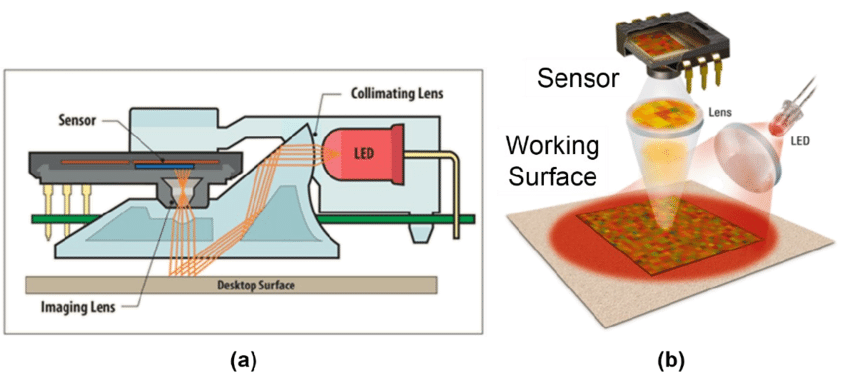 Collimating Lens
Sensor
LED
Imaging Lens
Desktop Surface
(a)
Sensor
Lens
LED
Working
Surface
(b)